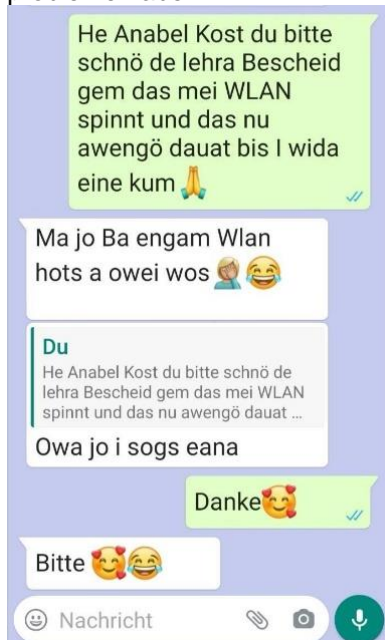 He Anabel Kost du bitte
schnö de lehra Bescheid
gem das mei WLAN
spinnt und das nu
awengö dauat bis I wida
eine kum 🙏
Ma jo Ba engam Wlan
hots a owei wos 🤦🏼‍♀️😂
Du
He Anabel Kost du bitte schnö de
lehra Bescheid gem das mei WLAN
spinnt und das nu awengö dauat ...
Owa jo i sogs eana
Danke🥰
Bitte 🥰😂
Nachricht